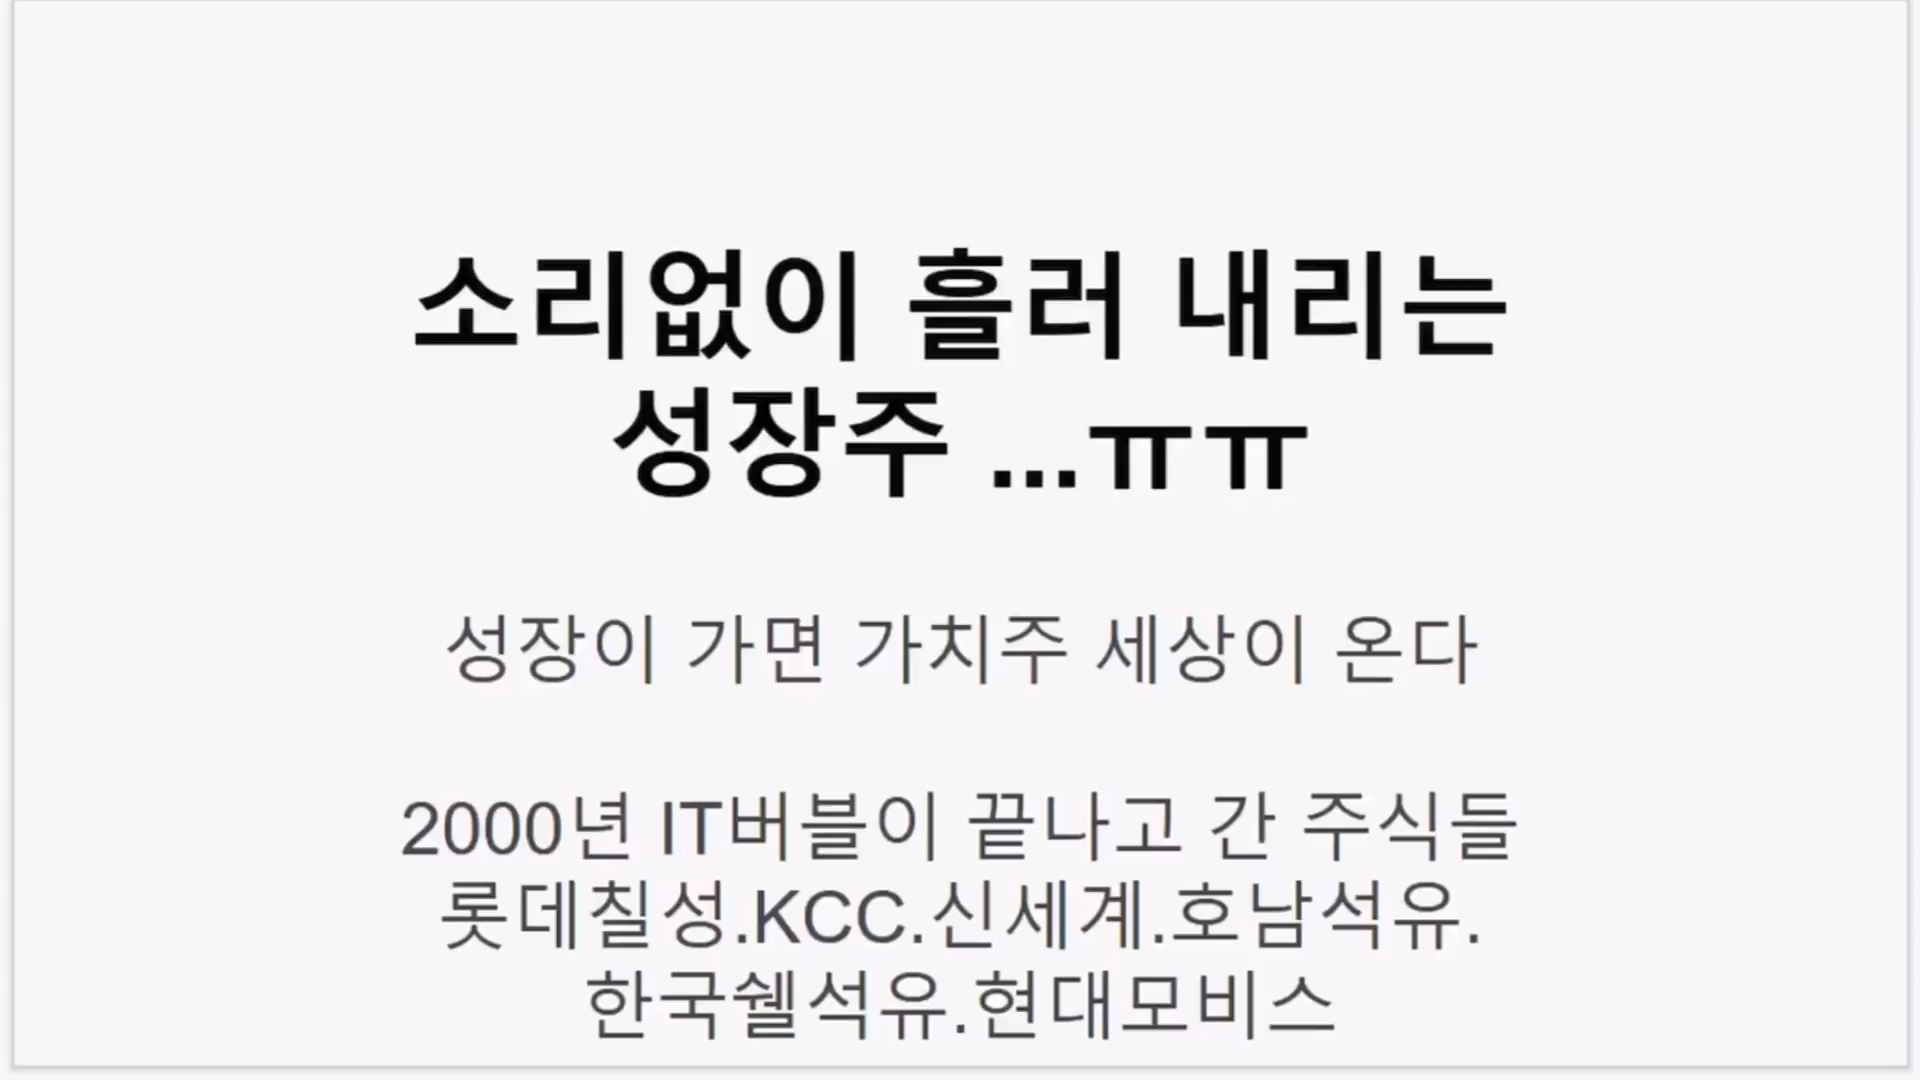 소리없이 흘러 내리는
성장주 ...ㅠㅠ
성장이 가면 가치주 세상이 온다
2000년 IT버블이 끝나고 간 주식들
롯데칠성.KCC.신세계.호남석유.
한국쉘석유.현대모비스